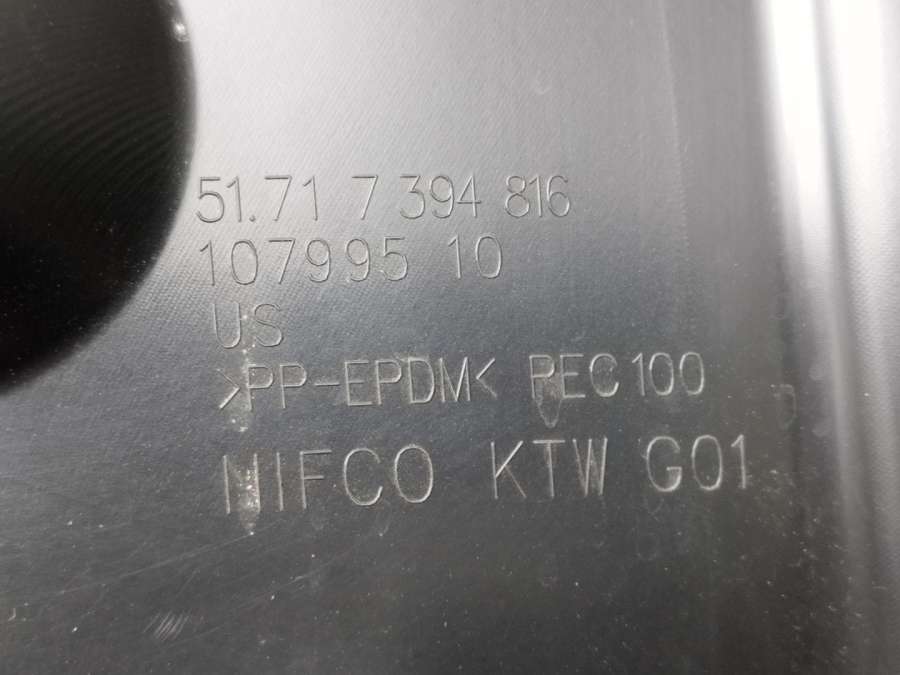 51.71 7 394 816
107995 10
US
>PP-EPDM< REC100
NIFCO KTW G01